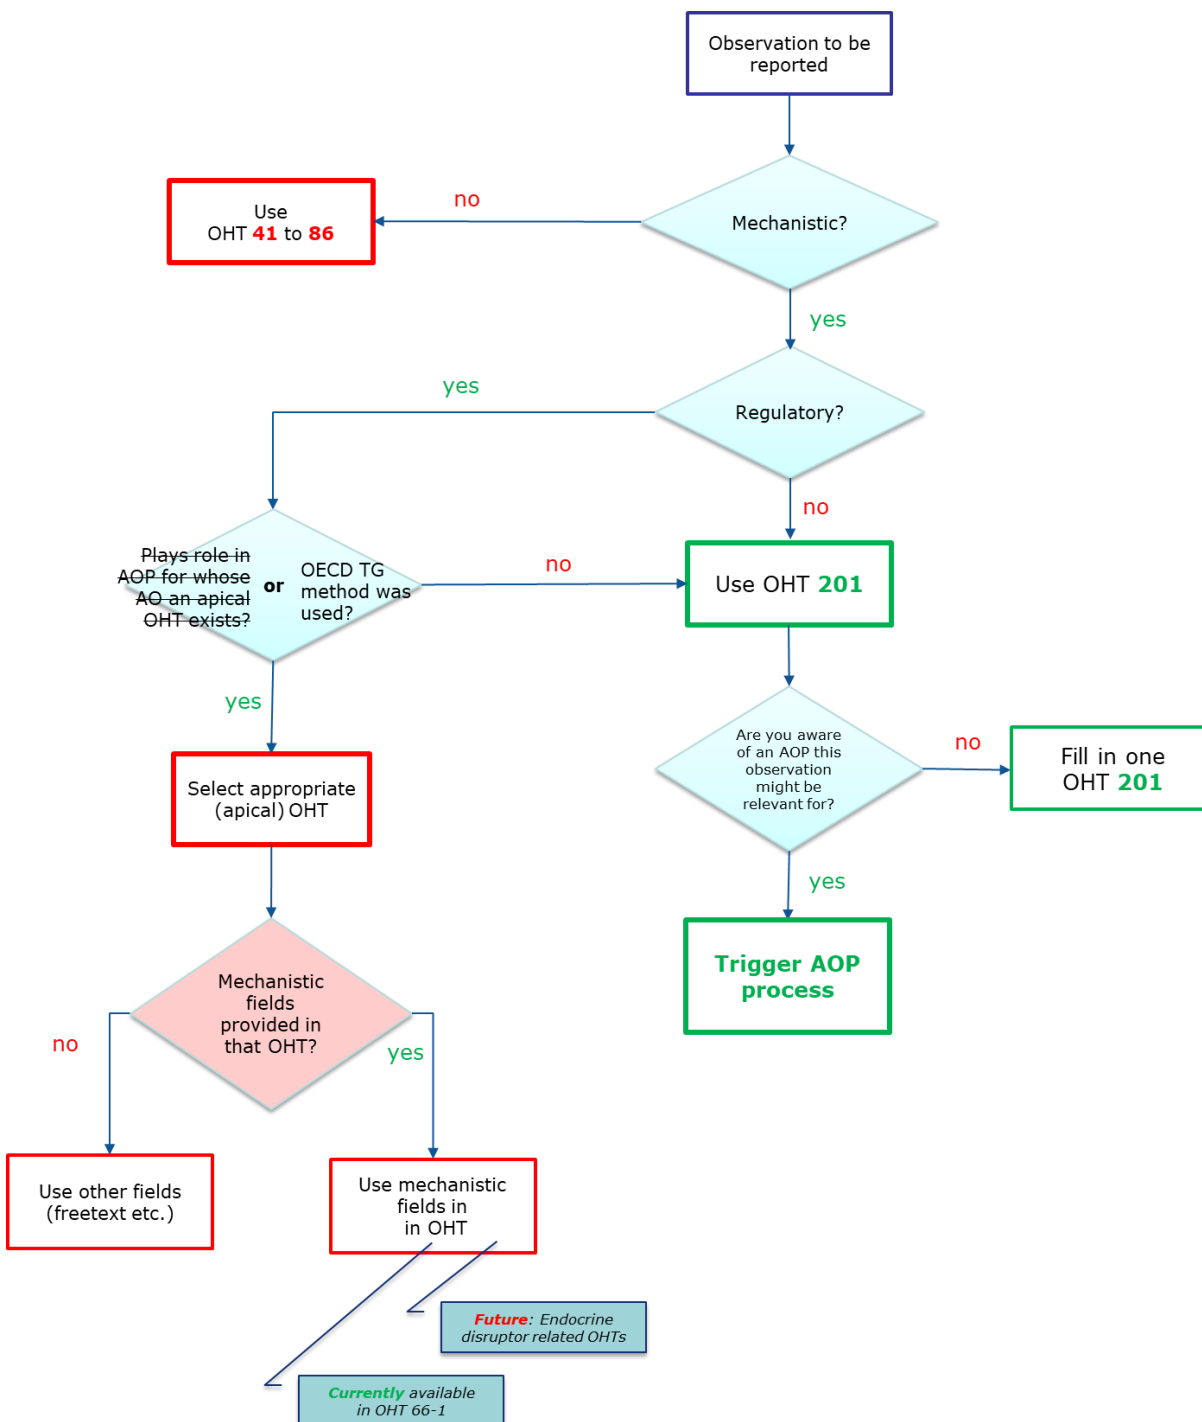 Observation to be
reported
Mechanistic?
no
Use
OHT 41 to 86
yes
Regulatory?
yes
no
Plays role in
AOP for whose
AO an apical
OHT exists?
or
OECD TG
method was
used?
no
Use OHT 201
yes
Select appropriate
(apical) OHT
Are you aware
of an AOP this
observation
might be
relevant for?
no
Fill in one
OHT 201
yes
Trigger AOP
process
Mechanistic
fields
provided in
that OHT?
no
yes
Use other fields
(freetext etc.)
Use mechanistic
fields in
in OHT
Future: Endocrine
disruptor related OHTs
Currently available
in OHT 66-1